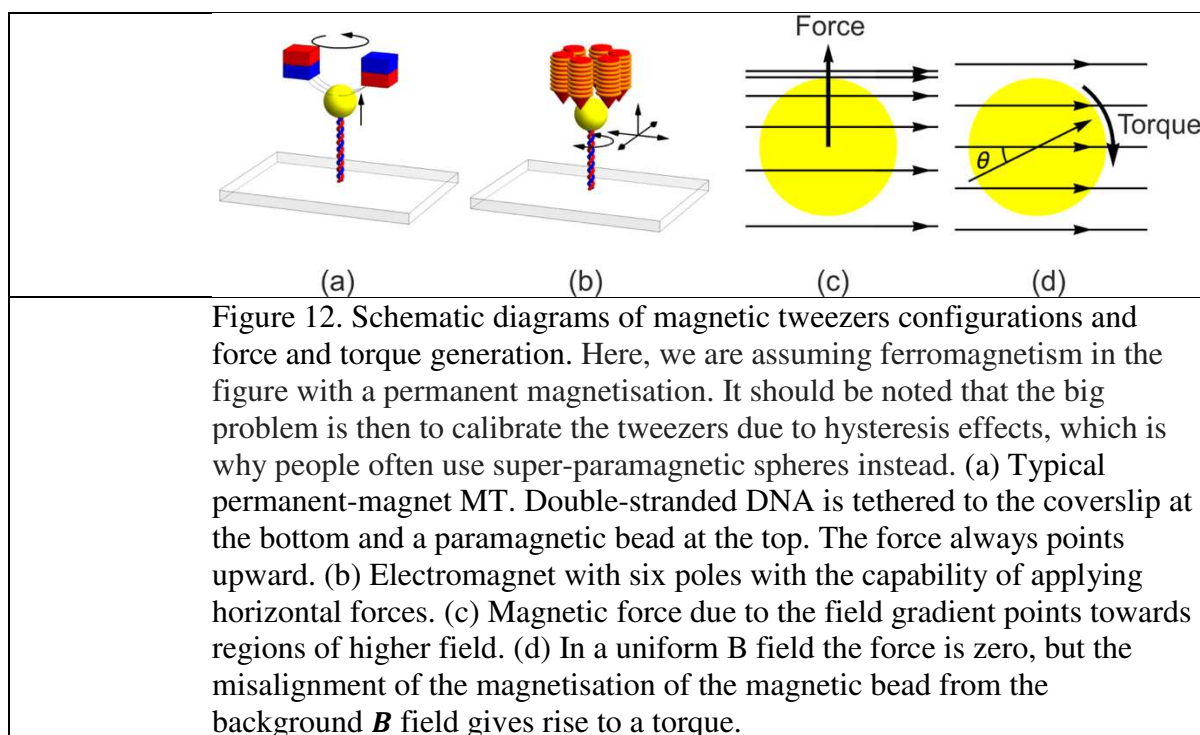 Force
Torque
θ
(a)
(b)
(c)
(d)
Figure 12. Schematic diagrams of magnetic tweezers configurations and
force and torque generation. Here, we are assuming ferromagnetism in the
figure with a permanent magnetisation. It should be noted that the big
problem is then to calibrate the tweezers due to hysteresis effects, which is
why people often use super-paramagnetic spheres instead. (a) Typical
permanent-magnet MT. Double-stranded DNA is tethered to the coverslip at
the bottom and a paramagnetic bead at the top. The force always points
upward. (b) Electromagnet with six poles with the capability of applying
horizontal forces. (c) Magnetic force due to the field gradient points towards
regions of higher field. (d) In a uniform B field the force is zero, but the
misalignment of the magnetisation of the magnetic bead from the
background B field gives rise to a torque.